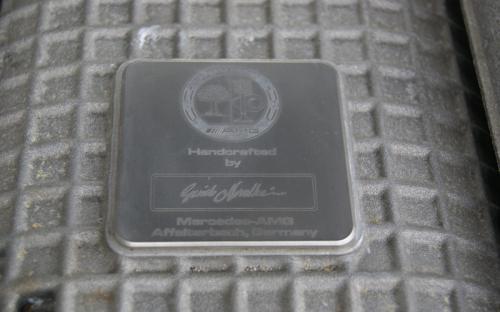 Handcrafted
by
Mercedes-AMG
Affalterbach, Germany